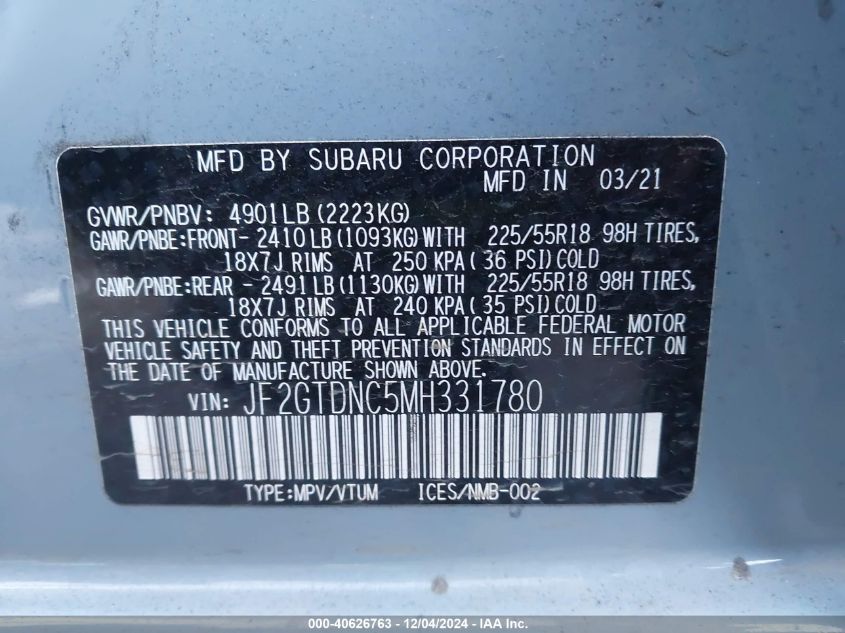 MFD BY SUBARU CORPORATION
MFD IN 03/21
GVWR/PNBV: 4901LB (2223KG)
GAWR/PNBE:FRONT- 2410LB (1093KG) WITH 225/55R18 98H TIRES,
18X7J RIMS AT 250 KPA ( 36 PSI) COLD
GAWR/PNBE:REAR - 2491LB (1130KG) WITH 225/55R18 98H TIRES,
18X7J RIMS AT 240 KPA ( 35 PSI) COLD
THIS VEHICLE CONFORMS TO ALL APPLICABLE FEDERAL MOTOR
VEHICLE SAFETY AND THEFT PREVENTION STANDARDS IN EFFECT ON
THE DATE OF MANUFACTURE SHOWN ABOVE.
VIN: JF2GTDNC5MH331780
TYPE:MPV/VTUM ICES/NMB-002
000-40626763 - 12/04/2024 - IAA Inc.